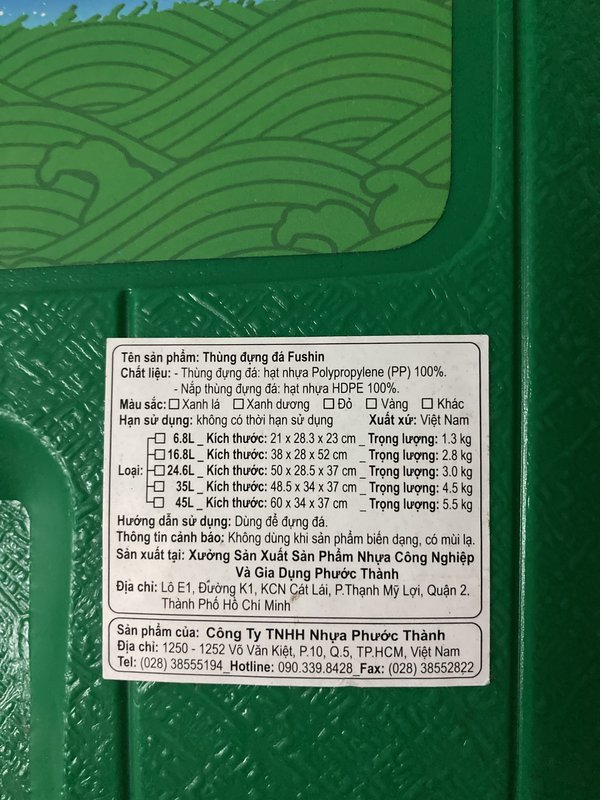 Tên sản phẩm: Thùng đựng đá Fushin
Chất liệu: - Thùng đựng đá: hạt nhựa Polypropylene (PP) 100%.
- Nắp thùng đựng đá: hạt nhựa HDPE 100%.
Màu sắc: ☐ Xanh lá ☐ Xanh dương ☐ Đỏ ☐ Vàng ☐ Khác
Hạn sử dụng: không có thời hạn sử dụng Xuất xứ: Việt Nam
☐ 6.8L _ Kích thước: 21 x 28.3 x 23 cm _ Trọng lượng: 1.3 kg
☐ 16.8L _ Kích thước: 38 x 28 x 52 cm _ Trọng lượng: 2.8 kg
Loại: ☐ 24.6L _ Kích thước: 50 x 28.5 x 37 cm _ Trọng lượng: 3.0 kg
☐ 35L _ Kích thước: 48.5 x 34 x 37 cm _ Trọng lượng: 4.5 kg
☐ 45L _ Kích thước: 60 x 34 x 37 cm _ Trọng lượng: 5.5 kg
Hướng dẫn sử dụng: Dùng để đựng đá.
Thông tin cảnh báo: Không dùng khi sản phẩm biến dạng, có mùi lạ.
Sản xuất tại: Xưởng Sản Xuất Sản Phẩm Nhựa Công Nghiệp
Và Gia Dụng Phước Thành
Địa chỉ: Lô E1, Đường K1, KCN Cát Lái, P.Thạnh Mỹ Lợi, Quận 2.
Thành Phố Hồ Chí Minh
Sản phẩm của: Công Ty TNHH Nhựa Phước Thành
Địa chỉ: 1250 - 1252 Võ Văn Kiệt, P.10, Q.5, TP.HCM, Việt Nam
Tel: (028) 38555194_Hotline: 090.339.8428_Fax: (028) 38552822